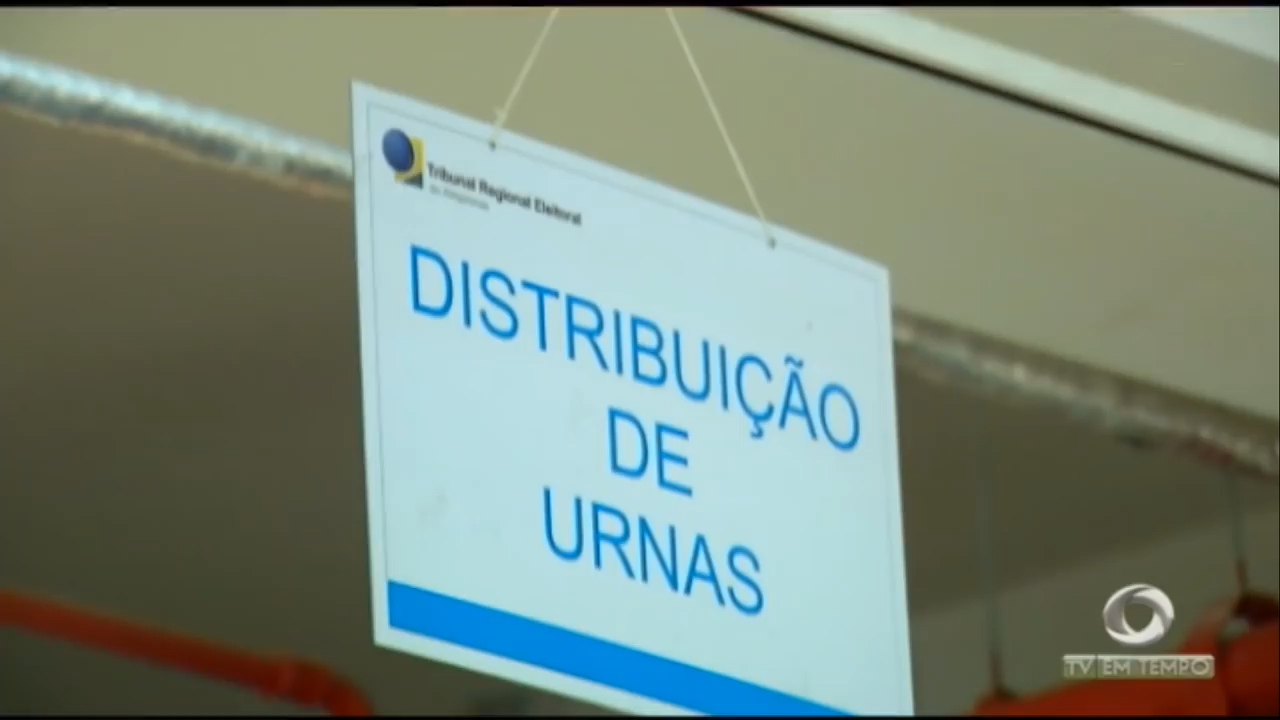 Tribunal Regional Eleitoral
DISTRIBUIÇÃO
DE
URNAS
TV EM TEMPO